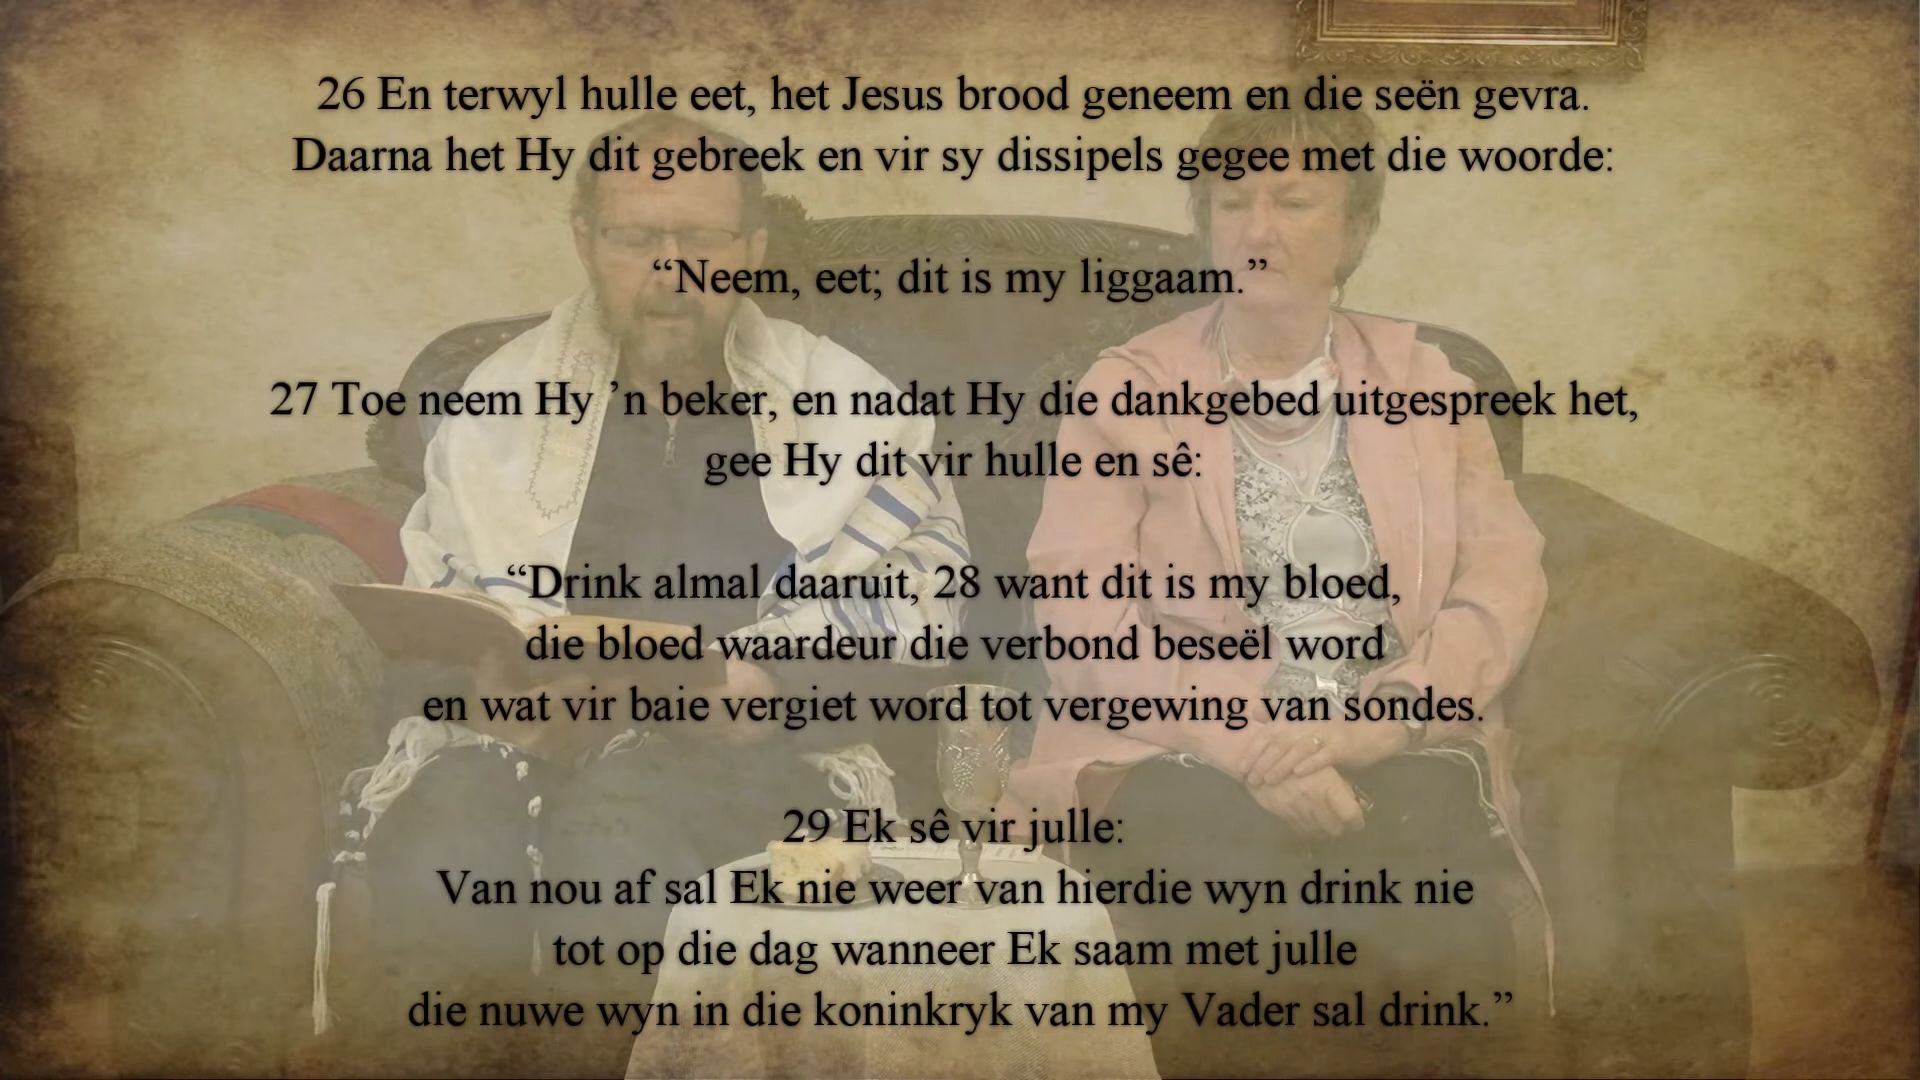 26 En terwyl hulle eet, het Jesus brood geneem en die seën gevra.
Daarna het Hy dit gebreek en vir sy dissipels gegee met die woorde:
“Neem, eet; dit is my liggaam.”
27 Toe neem Hy ’n beker, en nadat Hy die dankgebed uitgespreek het,
gee Hy dit vir hulle en sê:
“Drink almal daaruit, 28 want dit is my bloed,
die bloed waardeur die verbond beseël word
en wat vir baie vergiet word tot vergewing van sondes.
29 Ek sê vir julle:
Van nou af sal Ek nie weer van hierdie wyn drink nie
tot op die dag wanneer Ek saam met julle
die nuwe wyn in die koninkryk van my Vader sal drink.”